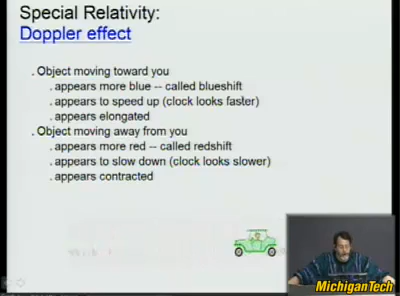 Special Relativity:
Doppler effect
. Object moving toward you
. appears more blue -- called blueshift
. appears to speed up (clock looks faster)
. appears elongated
. Object moving away from you
. appears more red -- called redshift
. appears to slow down (clock looks slower)
. appears contracted
MichiganTech